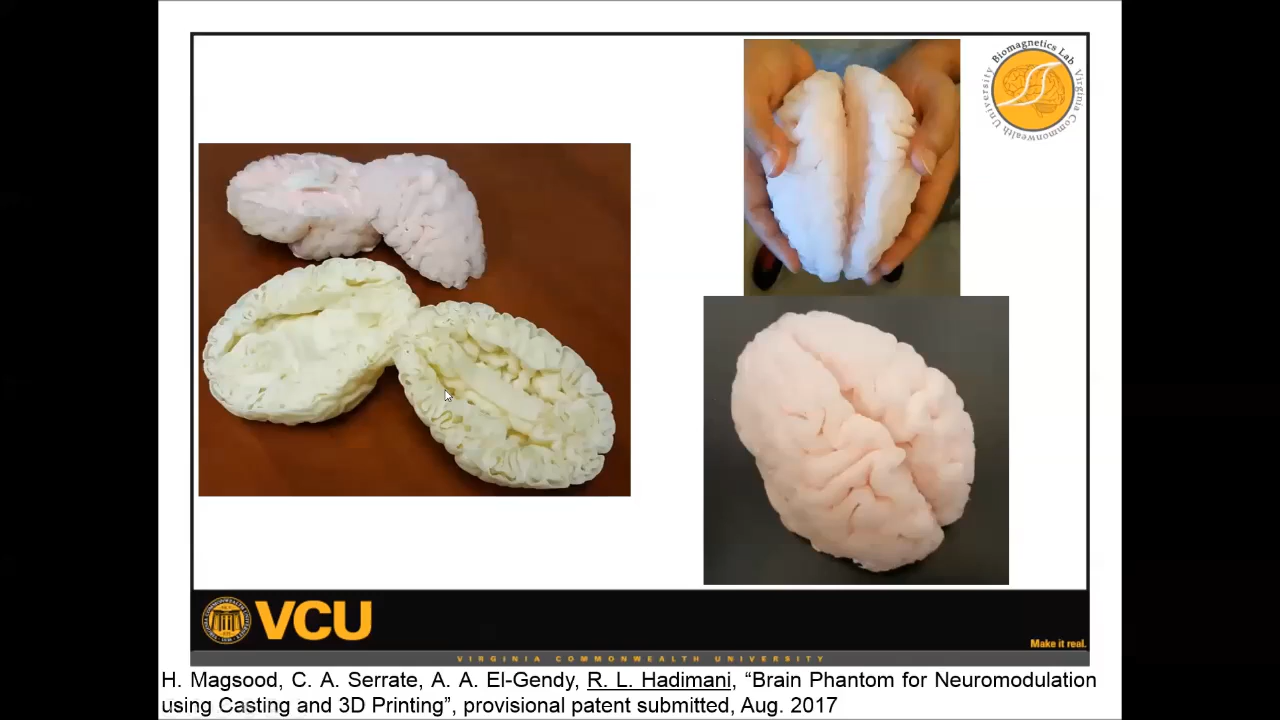 Biomagnetics Lab Virginia Commonwealth University
VCU
Make it real.
VIRGINIA COMMONWEALTH UNIVERSITY
H. Magsood, C. A. Serrate, A. A. El-Gendy, R. L. Hadimani, “Brain Phantom for Neuromodulation
using Casting and 3D Printing”, provisional patent submitted, Aug. 2017